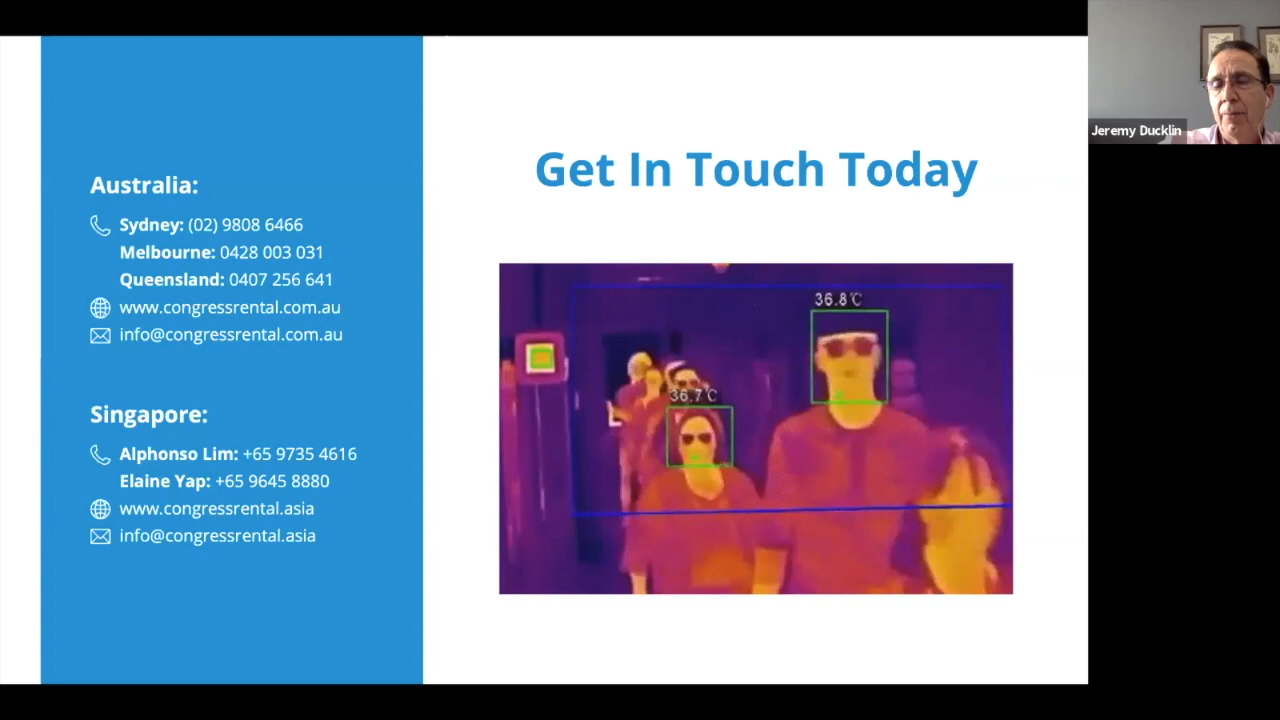 Australia:
Sydney: (02) 9808 6466
Melbourne: 0428 003 031
Queensland: 0407 256 641
www.congressrental.com.au
info@congressrental.com.au
Singapore:
Alphonso Lim: +65 9735 4616
Elaine Yap: +65 9645 8880
www.congressrental.asia
info@congressrental.asia
Get In Touch Today
36.8℃
36.7℃
Jeremy Ducklin